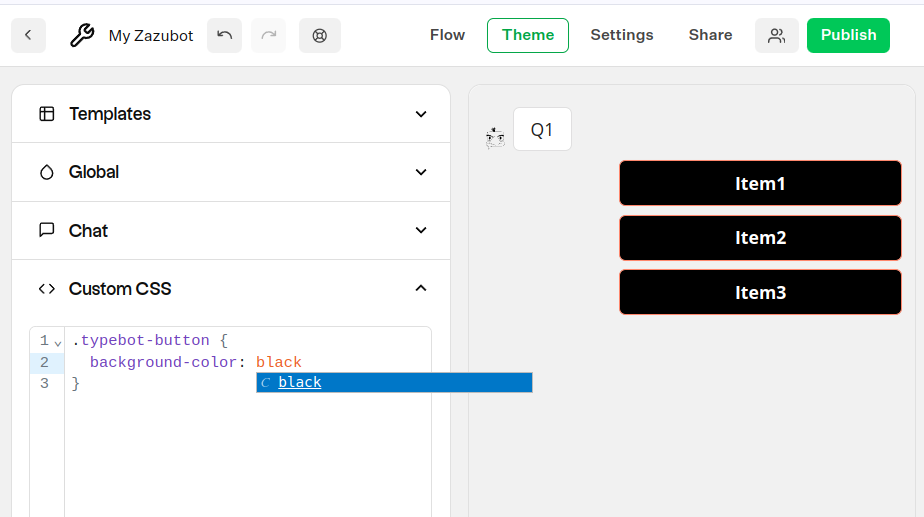 My Zazubot
Flow
Theme
Settings
Share
Publish
Templates
Global
Chat
Custom CSS
1 .typebot-button {
2 background-color: black
3 }
C black
Q1
Item1
Item2
Item3